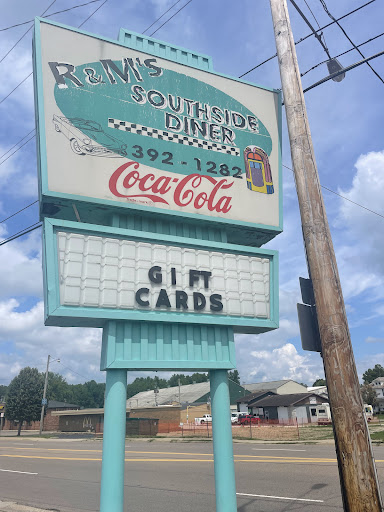 R&M's
SOUTHSIDE
DINER
392-1282
Coca-Cola
GIFT
CARDS